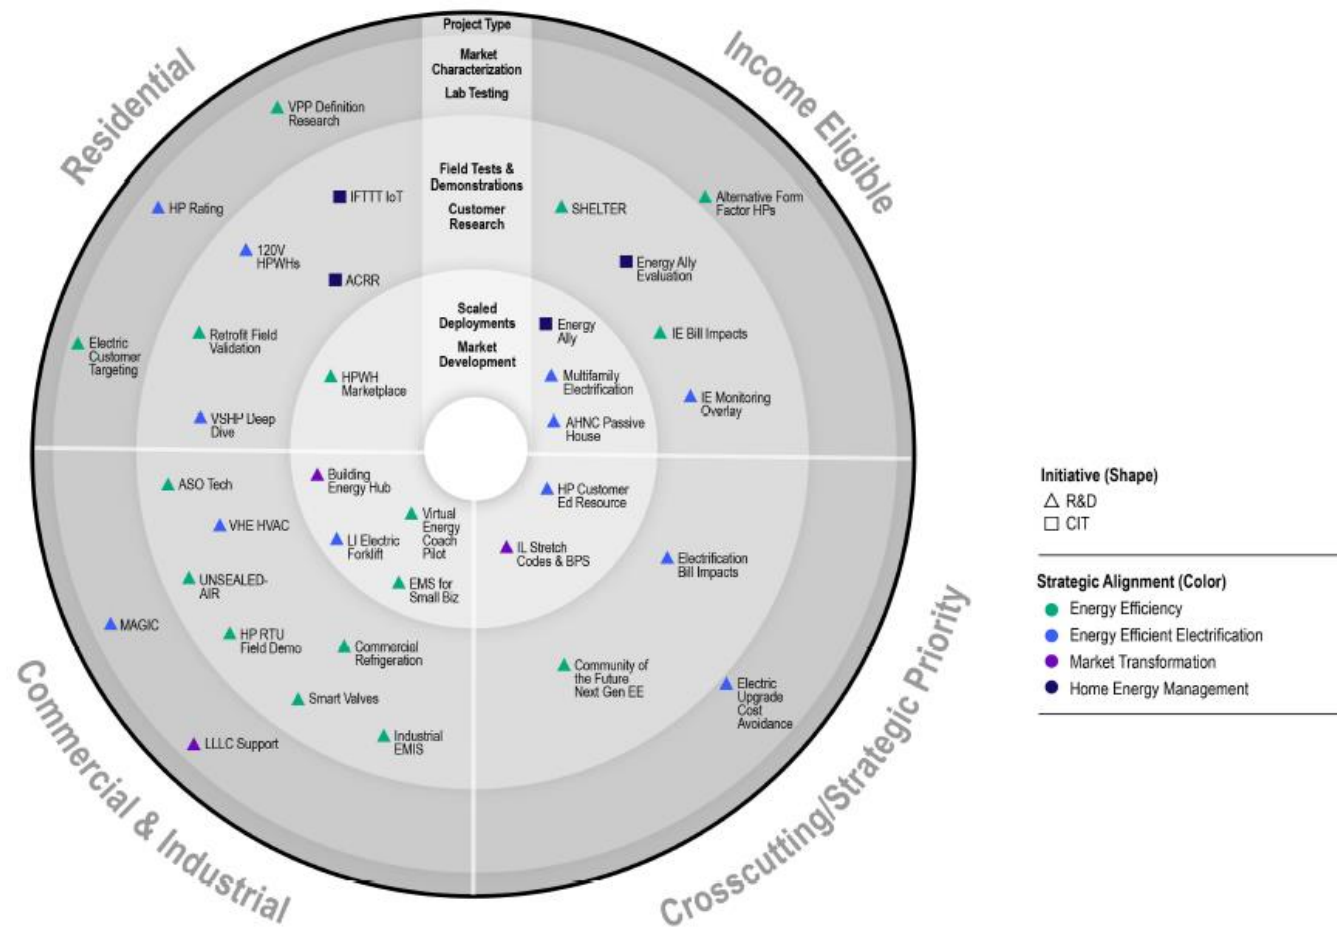 Project Type
Market
Characterization
Lab Testing
Field Tests &
Demonstrations
Customer
Research
Scaled
Deployments
Market
Development
Residential
VPP Definition
Research
IFTTT IoT
HP Rating
120V
HPWHs
ACRR
Electric
Customer
Targeting
Retrofit Field
Validation
HPWH
Marketplace
VSHP Deep
Dive
Income Eligible
SHELTER
Alternative Form
Factor HPs
Energy Ally
Evaluation
Energy
Ally
IE Bill Impacts
Multifamily
Electrification
IE Monitoring
Overlay
AHNC Passive
House
Commercial & Industrial
ASO Tech
Building
Energy Hub
VHE HVAC
Virtual
Energy
Coach
Pilot
LI Electric
Forklift
UNSEALED-
AIR
EMS for
Small Biz
MAGIC
HP RTU
Field Demo
Commercial
Refrigeration
Smart Valves
LLLC Support
Industrial
EMIS
Crosscutting/Strategic Priority
HP Customer
Ed Resource
IL Stretch
Codes & BPS
Electrification
Bill Impacts
Community of
the Future
Next Gen EE
Electric
Upgrade
Cost
Avoidance
Initiative (Shape)
R&D
CIT
Strategic Alignment (Color)
Energy Efficiency
Energy Efficient Electrification
Market Transformation
Home Energy Management